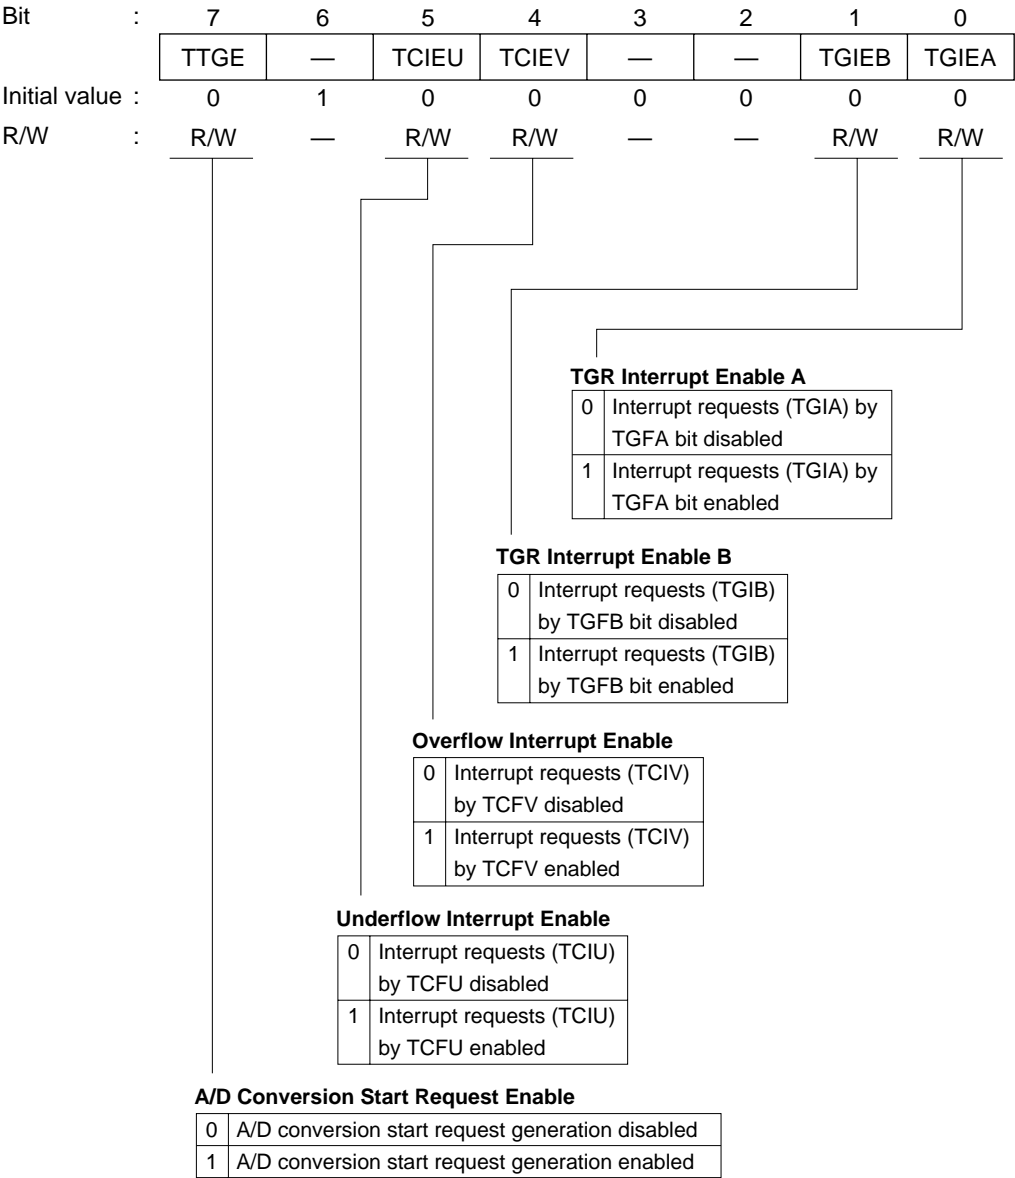 Bit : 7 6 5 4 3 2 1 0
TTGE — TCIEU TCIEV — — TGIEB TGIEA
Initial value : 0 1 0 0 0 0 0 0
R/W : R/W — R/W R/W — — R/W R/W
TGR Interrupt Enable A
0 Interrupt requests (TGIA) by
TGFA bit disabled
1 Interrupt requests (TGIA) by
TGFA bit enabled
TGR Interrupt Enable B
0 Interrupt requests (TGIB)
by TGFB bit disabled
1 Interrupt requests (TGIB)
by TGFB bit enabled
Overflow Interrupt Enable
0 Interrupt requests (TCIV)
by TCFV disabled
1 Interrupt requests (TCIV)
by TCFV enabled
Underflow Interrupt Enable
0 Interrupt requests (TCIU)
by TCFU disabled
1 Interrupt requests (TCIU)
by TCFU enabled
A/D Conversion Start Request Enable
0 A/D conversion start request generation disabled
1 A/D conversion start request generation enabled